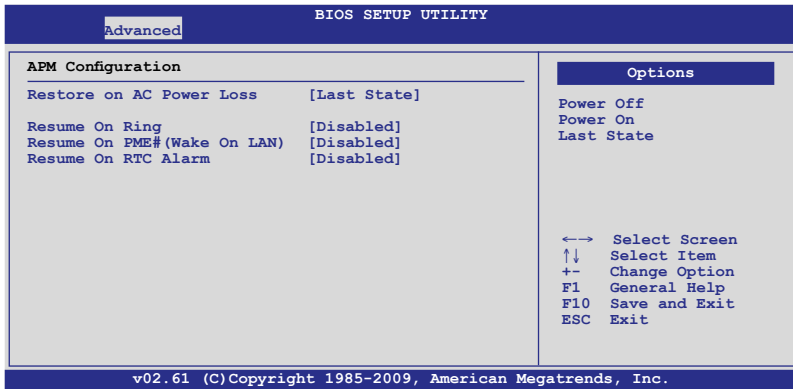 BIOS SETUP UTILITY
Advanced
APM Configuration
Restore on AC Power Loss [Last State]
Resume On Ring [Disabled]
Resume On PME#(Wake On LAN) [Disabled]
Resume On RTC Alarm [Disabled]
Options
Power Off
Power On
Last State
←→ Select Screen
↑↓ Select Item
+- Change Option
F1 General Help
F10 Save and Exit
ESC Exit
v02.61 (C)Copyright 1985-2009, American Megatrends, Inc.